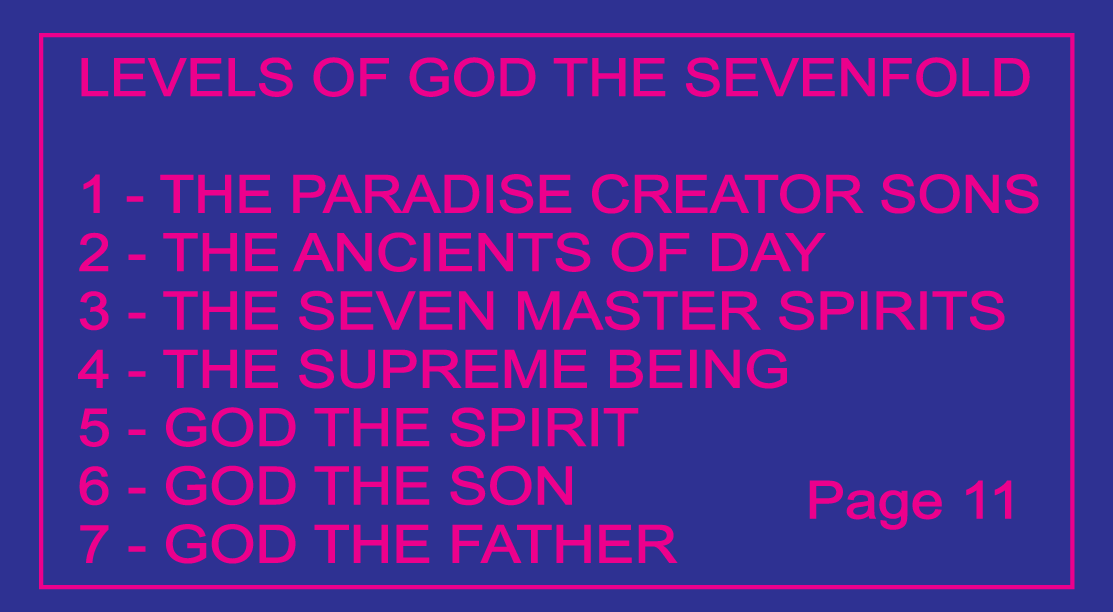 LEVELS OF GOD THE SEVENFOLD
1 - THE PARADISE CREATOR SONS
2 - THE ANCIENTS OF DAY
3 - THE SEVEN MASTER SPIRITS
4 - THE SUPREME BEING
5 - GOD THE SPIRIT
6 - GOD THE SON
7 - GOD THE FATHER
Page 11